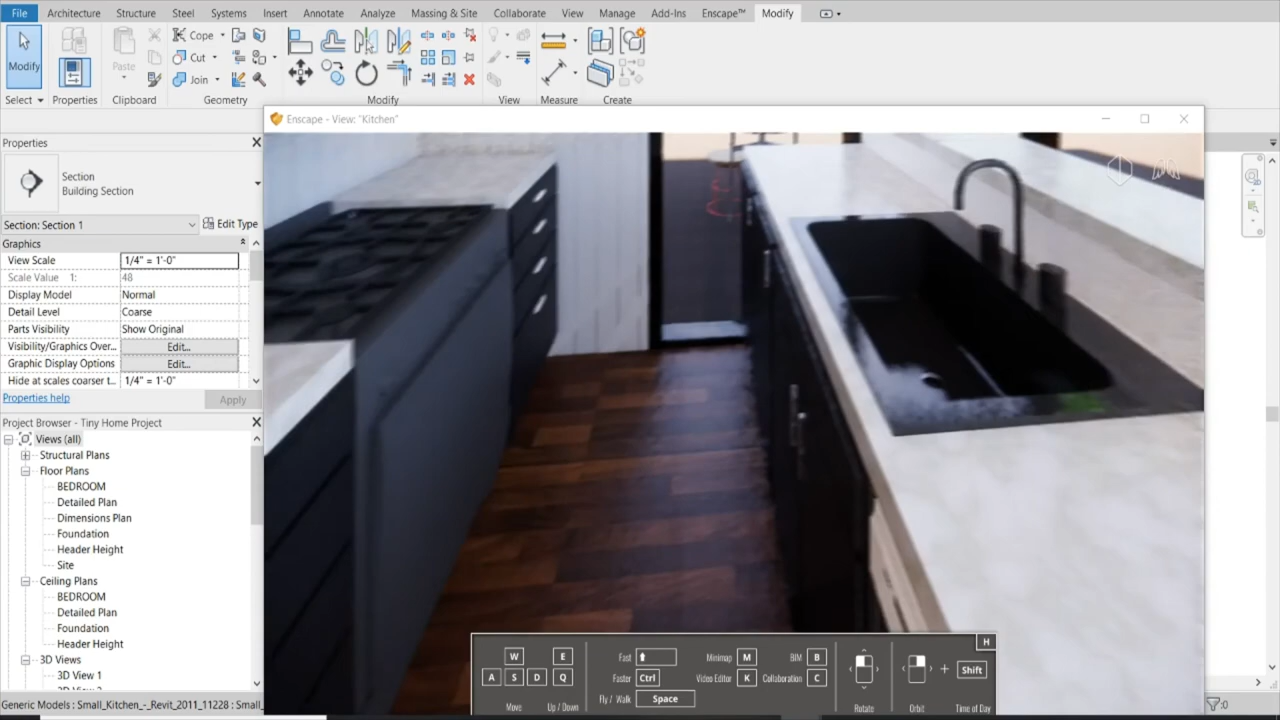 File Architecture Structure Steel Systems Insert Annotate Analyze Massing & Site Collaborate View Manage Add-Ins Enscape™ Modify
Modify Paste Cope
Cut
Join
Select Properties Clipboard Geometry Modify View Measure Create
Enscape - View: "Kitchen"
Properties
Section
Building Section
Section: Section 1 Edit Type
Graphics
View Scale 1/4" = 1'-0"
Scale Value 1: 48
Display Model Normal
Detail Level Coarse
Parts Visibility Show Original
Visibility/Graphics Over... Edit...
Graphic Display Options Edit...
Hide at scales coarser t... 1/4" = 1'-0"
Properties help Apply
Project Browser - Tiny Home Project
Views (all)
Structural Plans
Floor Plans
BEDROOM
Detailed Plan
Dimensions Plan
Foundation
Header Height
Site
Ceiling Plans
BEDROOM
Detailed Plan
Foundation
Header Height
3D Views
3D View 1
Generic Models : Small_Kitchen_-_Revit_2011_11228 : Small_ :0
H
W E Fast Minimap M BIM B
A S D Q Faster Ctrl Video Editor K Collaboration C + Shift
Fly / Walk Space
Move Up / Down Rotate Orbit Time of Day